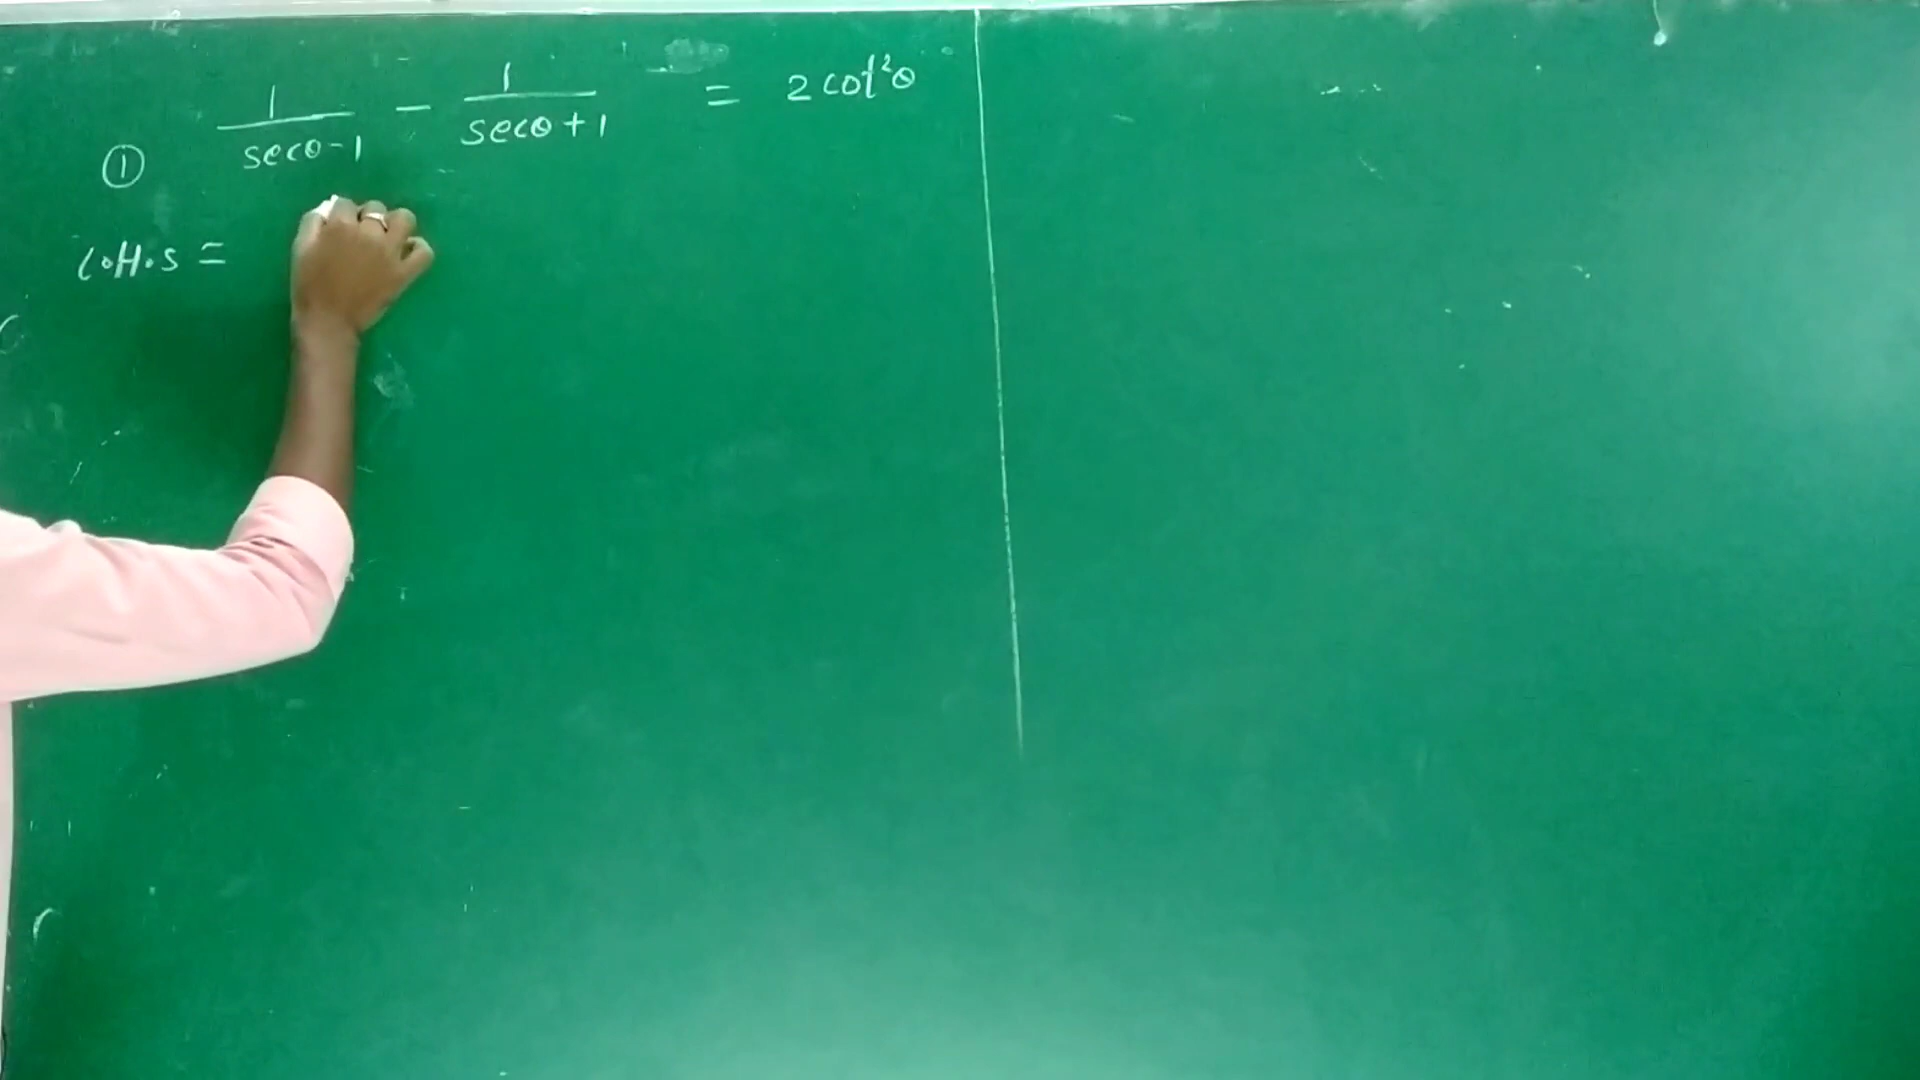 ① 1/(secθ-1) - 1/(secθ+1) = 2cot²θ
L.H.S =